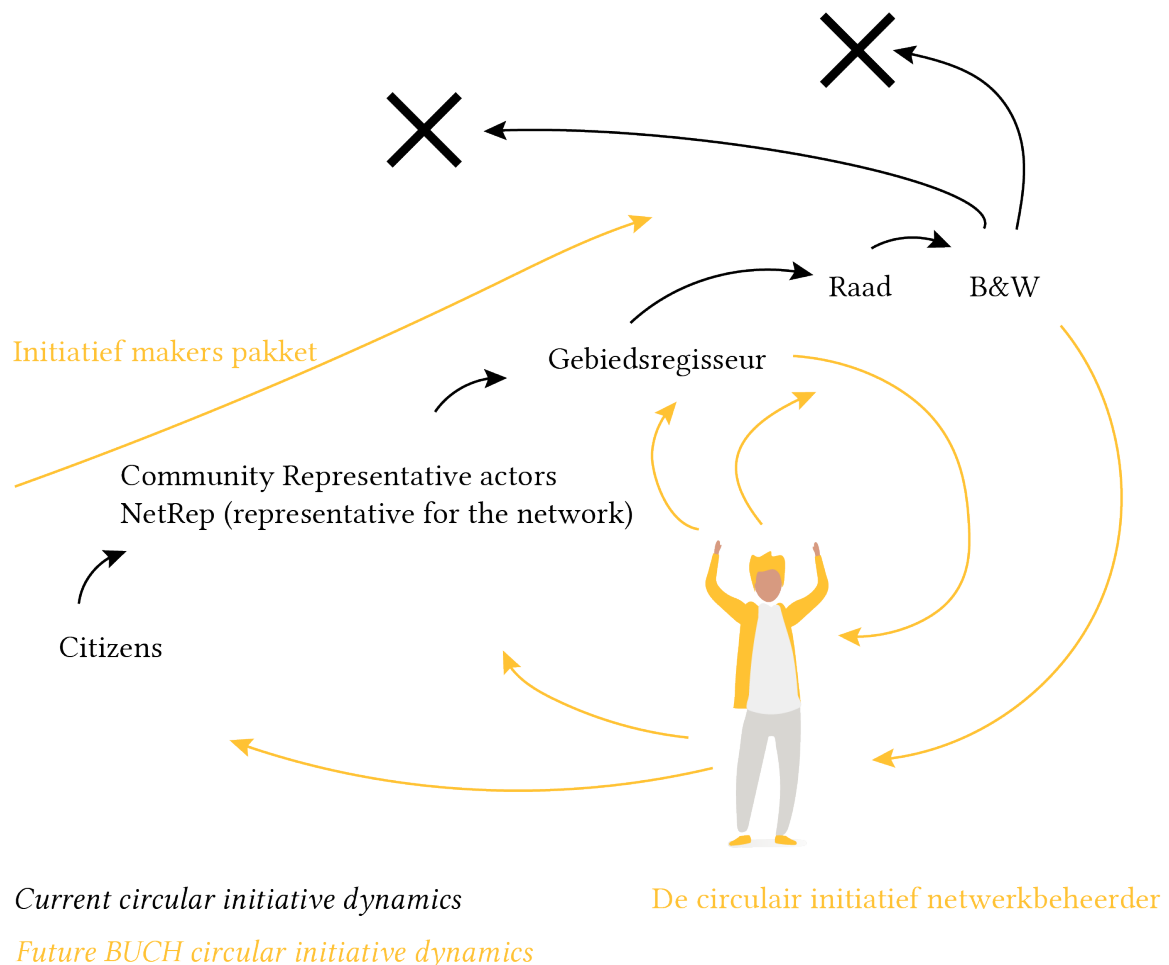 Raad
B&W
Initiatief makers pakket
Gebiedsregisseur
Community Representative actors
NetRep (representative for the network)
Citizens
Current circular initiative dynamics
De circulair initiatief netwerkbeheerder
Future BUCH circular initiative dynamics